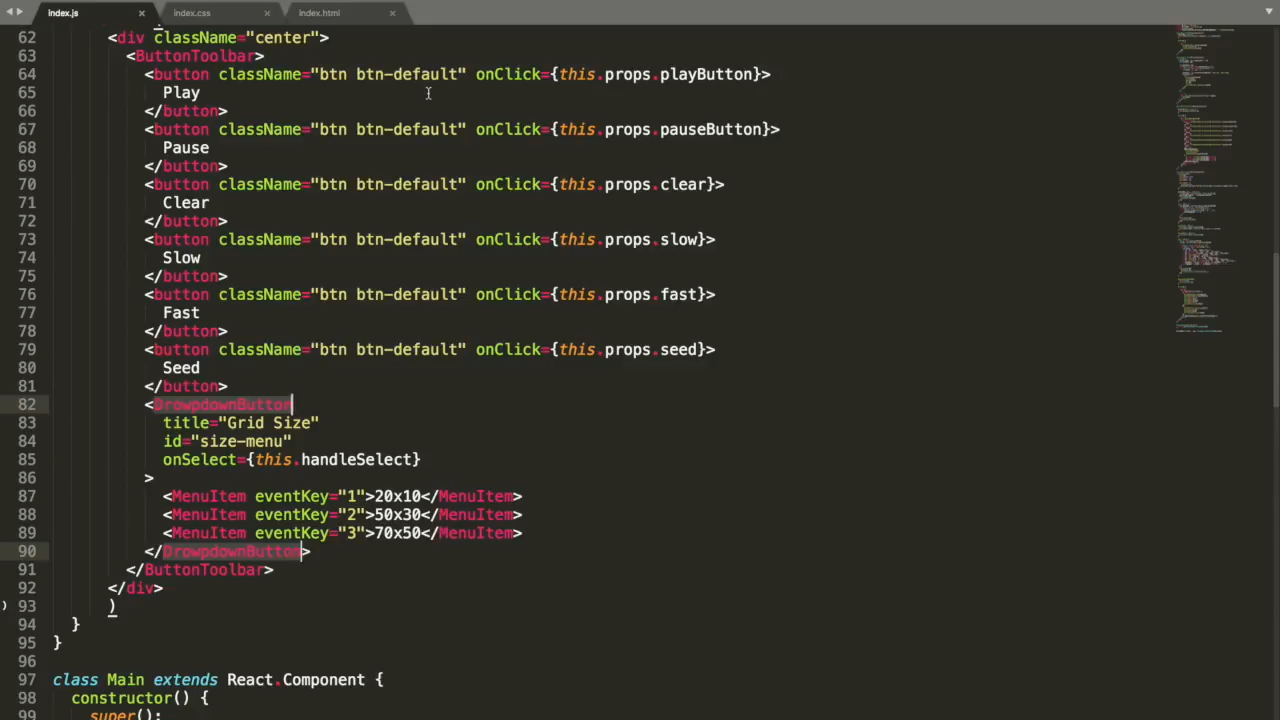 index.js
index.css
index.html
62 <div className="center">
63 <ButtonToolbar>
64 <button className="btn btn-default" onClick={this.props.playButton}>
65 Play
66 </button>
67 <button className="btn btn-default" onClick={this.props.pauseButton}>
68 Pause
69 </button>
70 <button className="btn btn-default" onClick={this.props.clear}>
71 Clear
72 </button>
73 <button className="btn btn-default" onClick={this.props.slow}>
74 Slow
75 </button>
76 <button className="btn btn-default" onClick={this.props.fast}>
77 Fast
78 </button>
79 <button className="btn btn-default" onClick={this.props.seed}>
80 Seed
81 </button>
82 <DrowpdownButton
83 title="Grid Size"
84 id="size-menu"
85 onSelect={this.handleSelect}
86 >
87 <MenuItem eventKey="1">20x10</MenuItem>
88 <MenuItem eventKey="2">50x30</MenuItem>
89 <MenuItem eventKey="3">70x50</MenuItem>
90 </DrowpdownButton>
91 </ButtonToolbar>
92 </div>
93 )
94 }
95 }
96
97 class Main extends React.Component {
98 constructor() {
99 super();